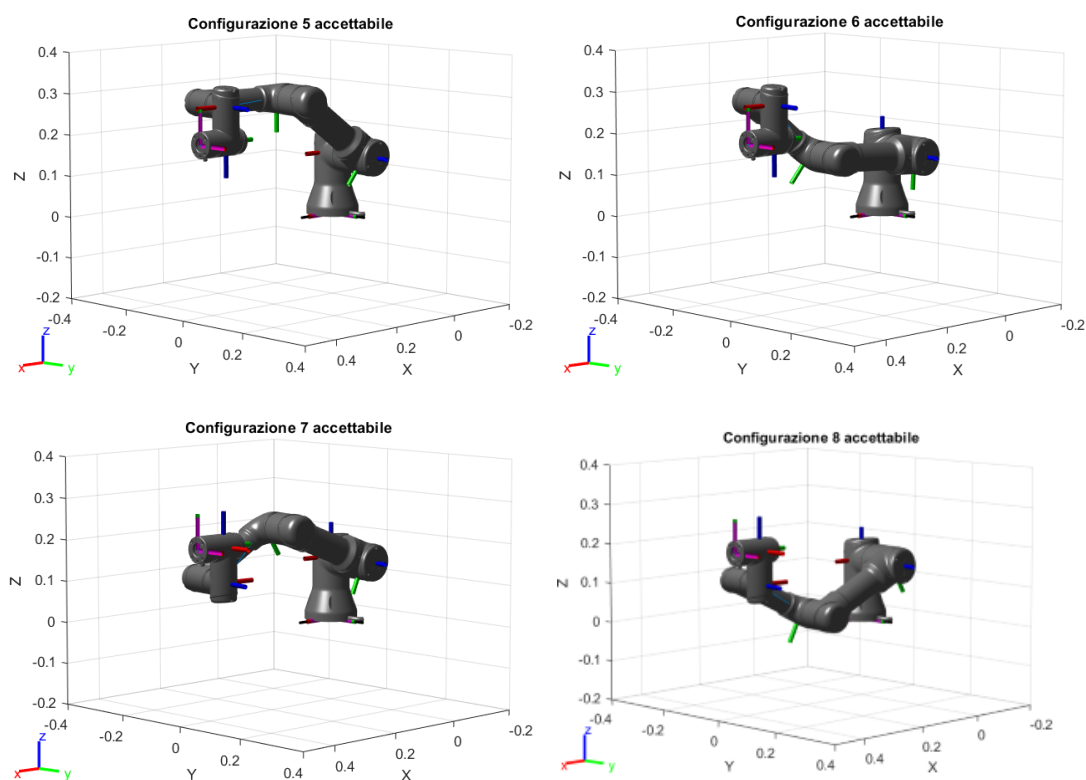 Configurazione 5 accettabile
0.4
0.3
0.2
0.1
0
-0.1
-0.2
Z
-0.4
-0.2
0
0.2
0.4
Y
0.4
0.2
0
-0.2
X
z
x
y
Configurazione 6 accettabile
0.4
0.3
0.2
0.1
0
-0.1
-0.2
Z
-0.4
-0.2
0
0.2
0.4
Y
0.4
0.2
0
-0.2
X
z
x
y
Configurazione 7 accettabile
0.4
0.3
0.2
0.1
0
-0.1
-0.2
Z
-0.4
-0.2
0
0.2
0.4
Y
0.4
0.2
0
-0.2
X
z
x
y
Configurazione 8 accettabile
0.4
0.3
0.2
0.1
0
-0.1
-0.2
Z
-0.4
-0.2
0
0.2
0.4
Y
0.4
0.2
0
-0.2
X
z
x
y